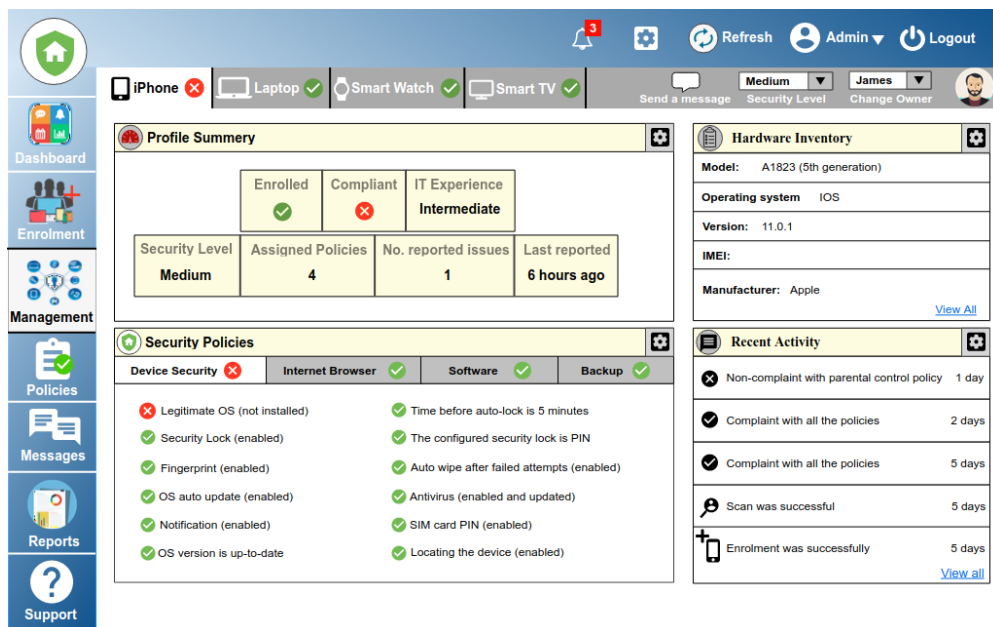 3
Refresh
Admin
Logout
iPhone
Laptop
Smart Watch
Smart TV
Send a message
Medium
Security Level
James
Change Owner
Dashboard
Enrolment
Management
Policies
Messages
Reports
Support
Profile Summery
Enrolled
Compliant
IT Experience
Intermediate
Security Level
Medium
Assigned Policies
4
No. reported issues
1
Last reported
6 hours ago
Hardware Inventory
Model: A1823 (5th generation)
Operating system IOS
Version: 11.0.1
IMEI:
Manufacturer: Apple
View All
Security Policies
Device Security
Internet Browser
Software
Backup
Legitimate OS (not installed)
Security Lock (enabled)
Fingerprint (enabled)
OS auto update (enabled)
Notification (enabled)
OS version is up-to-date
Time before auto-lock is 5 minutes
The configured security lock is PIN
Auto wipe after failed attempts (enabled)
Antivirus (enabled and updated)
SIM card PIN (enabled)
Locating the device (enabled)
Recent Activity
Non-complaint with parental control policy 1 day
Complaint with all the policies 2 days
Complaint with all the policies 5 days
Scan was successful 5 days
Enrolment was successfully 5 days
View all